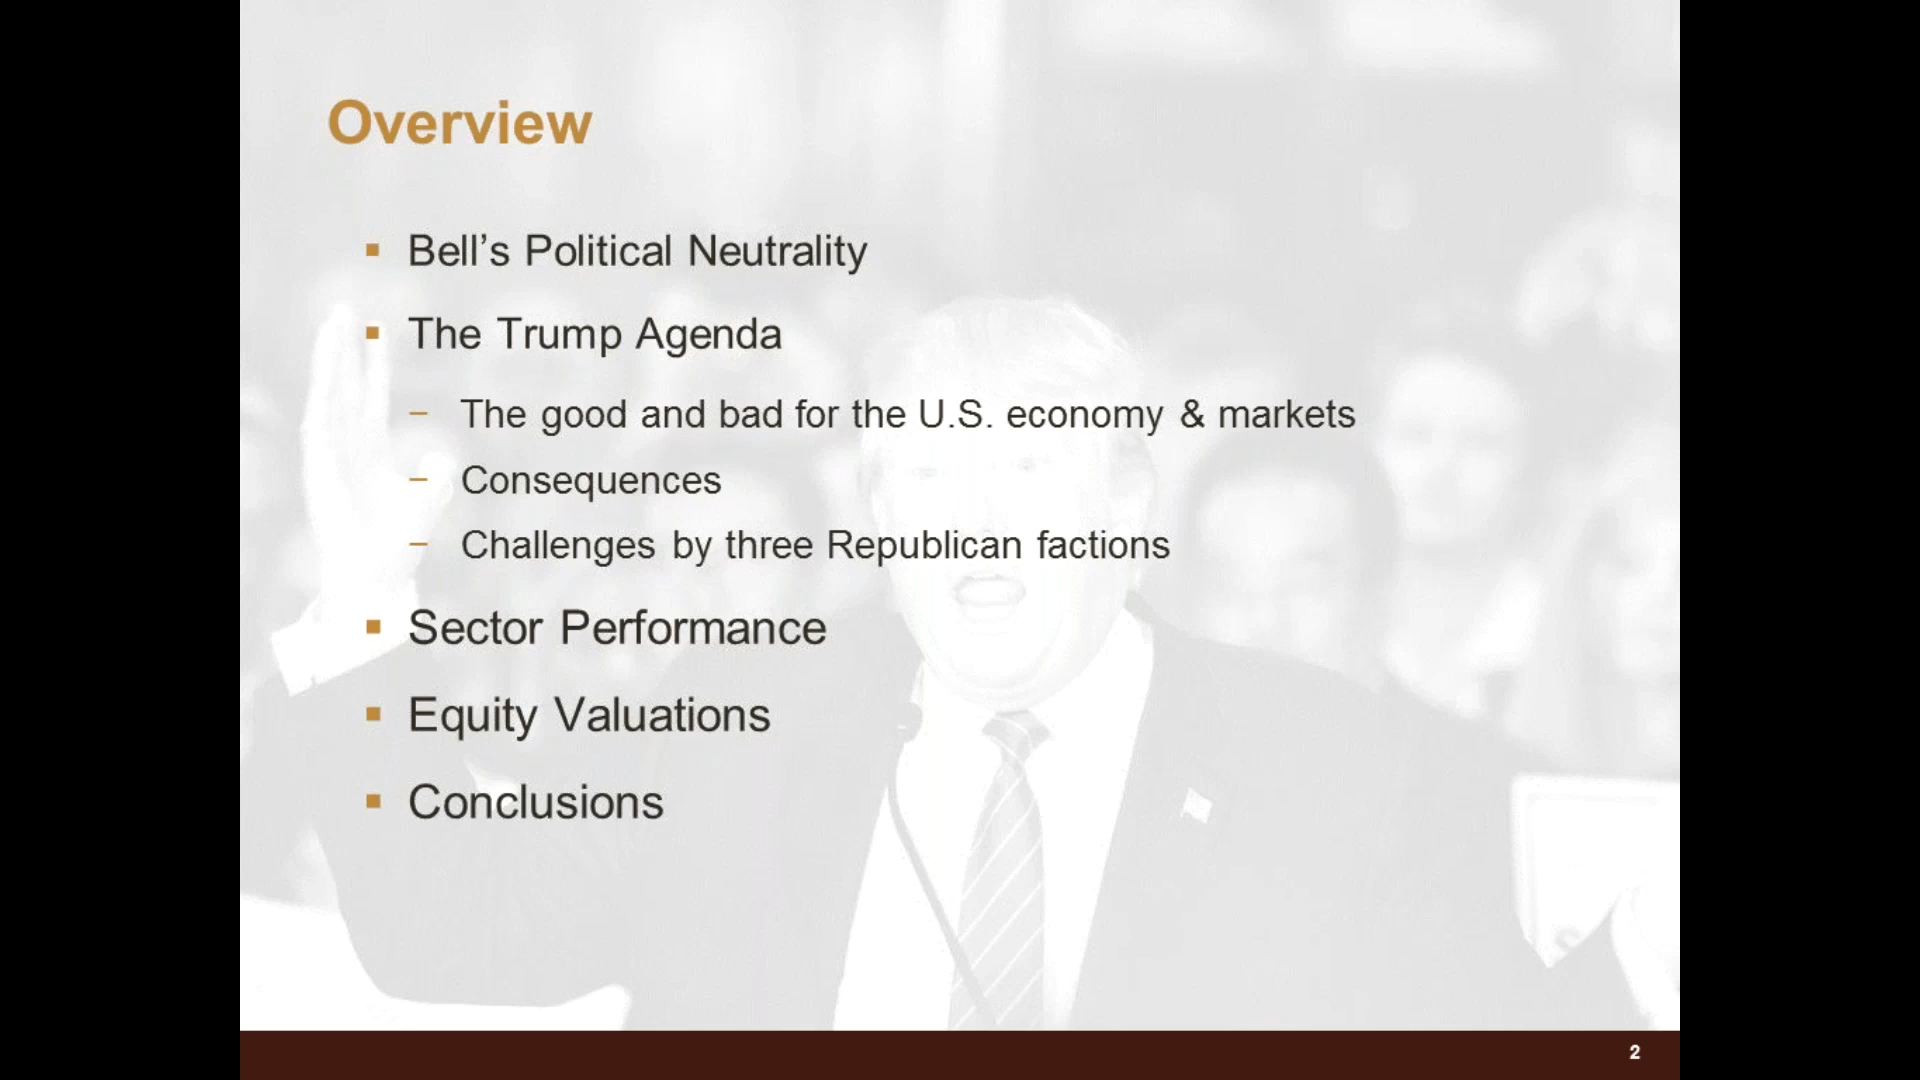 Overview
Bell’s Political Neutrality
The Trump Agenda
– The good and bad for the U.S. economy & markets
– Consequences
– Challenges by three Republican factions
Sector Performance
Equity Valuations
Conclusions
2